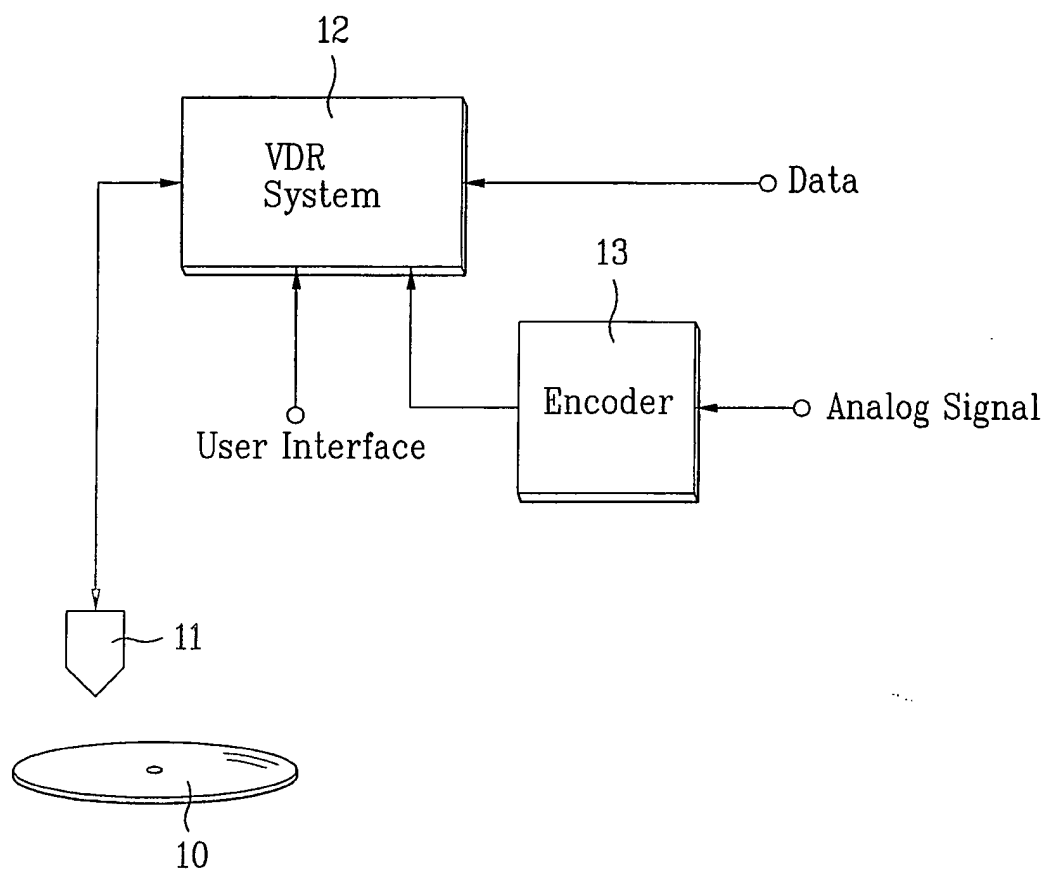 12
VDR
System
Data
13
Encoder
Analog Signal
User Interface
11
10